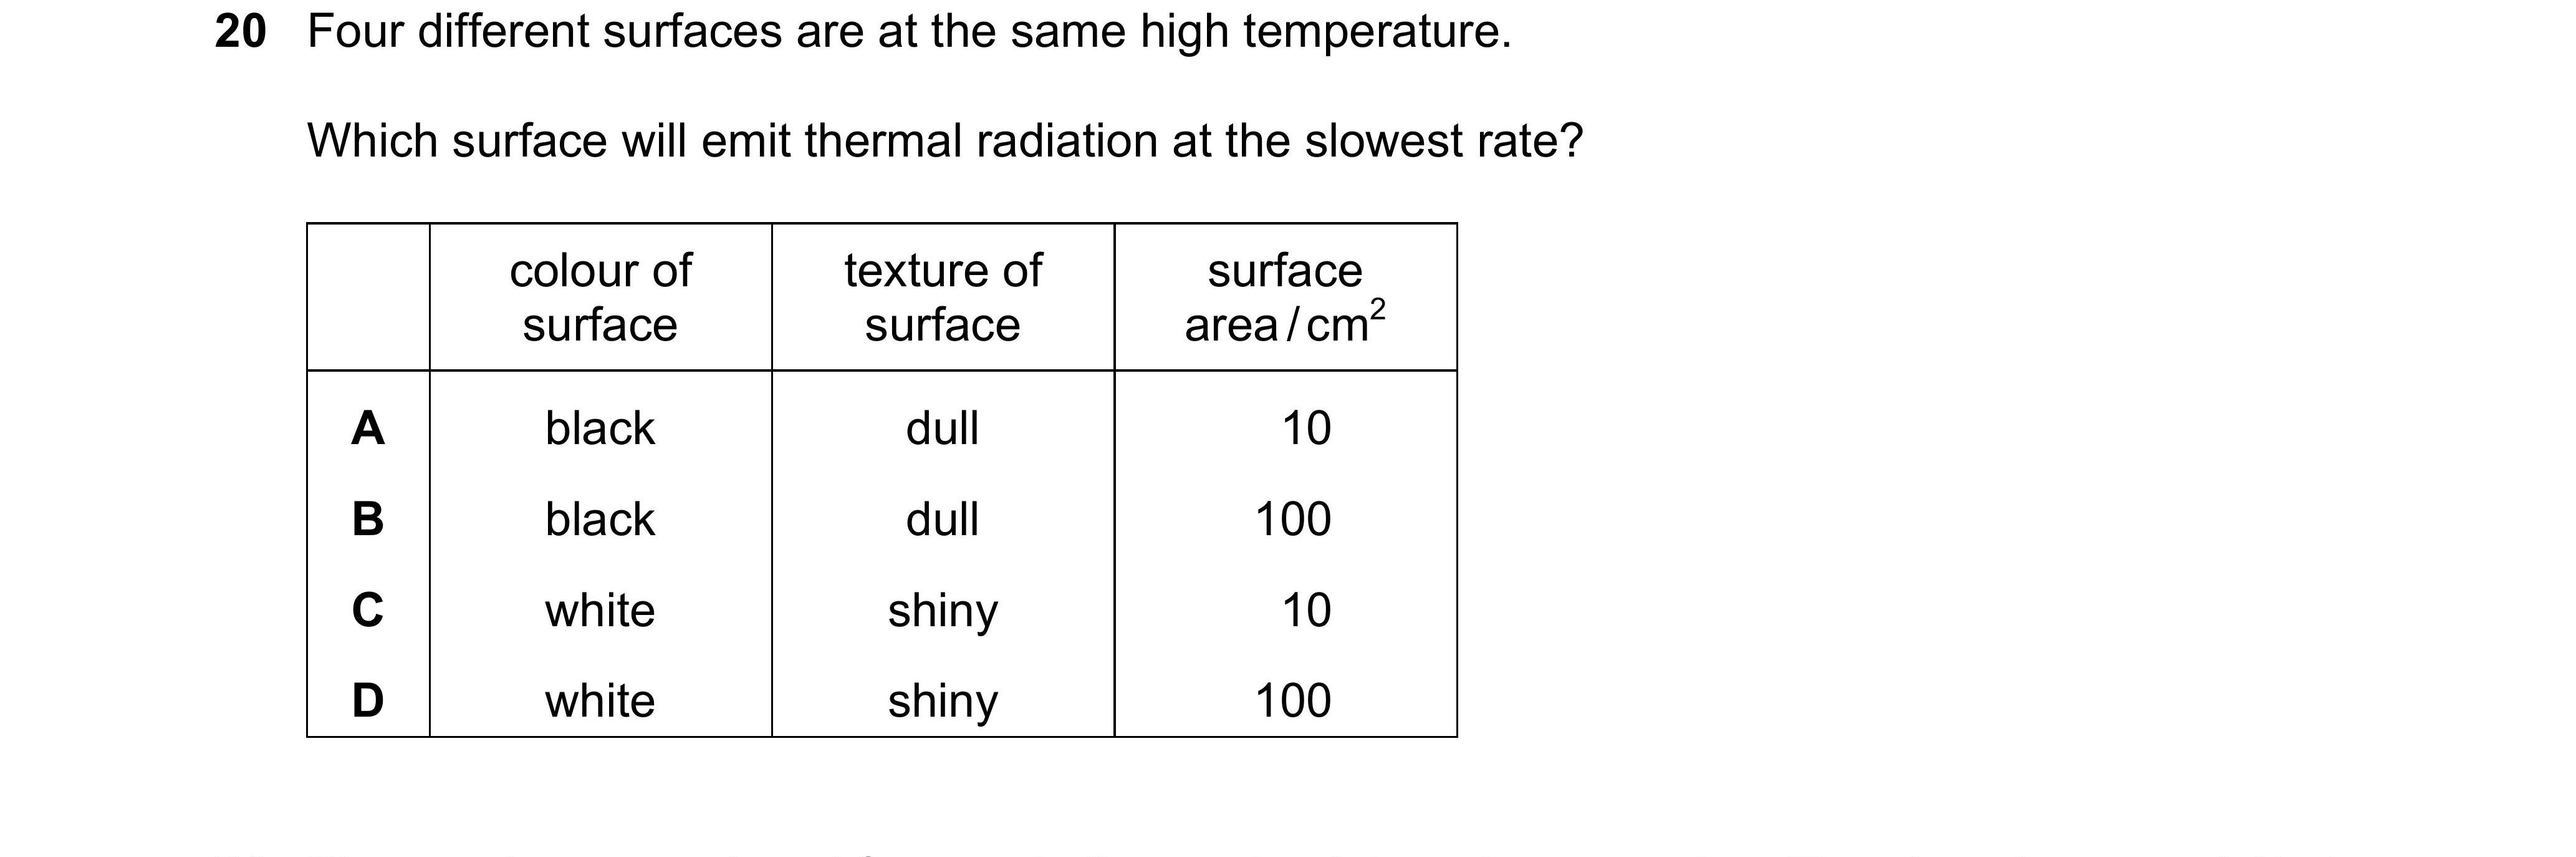 20 Four different surfaces are at the same high temperature.
Which surface will emit thermal radiation at the slowest rate?
colour of surface texture of surface surface area / cm²
A black dull 10
B black dull 100
C white shiny 10
D white shiny 100